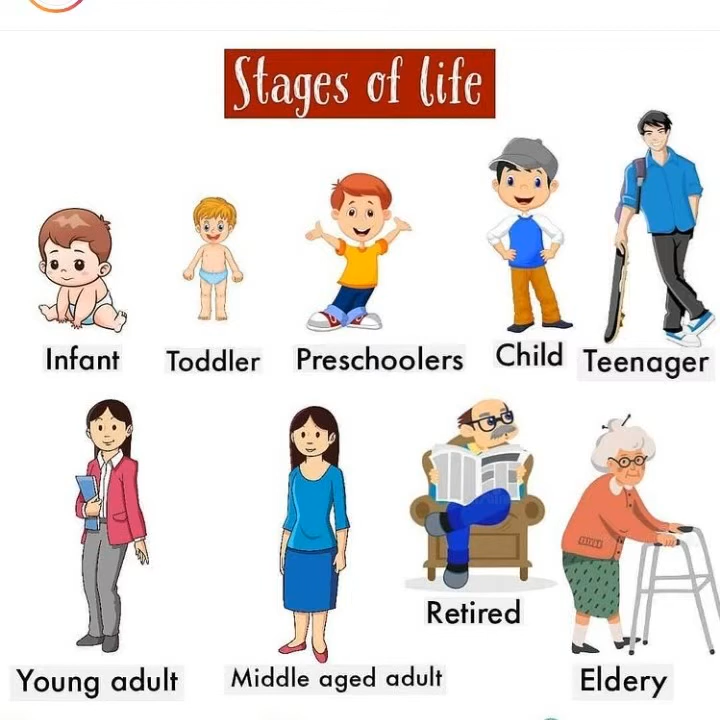 Stages of life
Infant
Toddler
Preschoolers
Child
Teenager
Retired
Young adult
Middle aged adult
Eldery